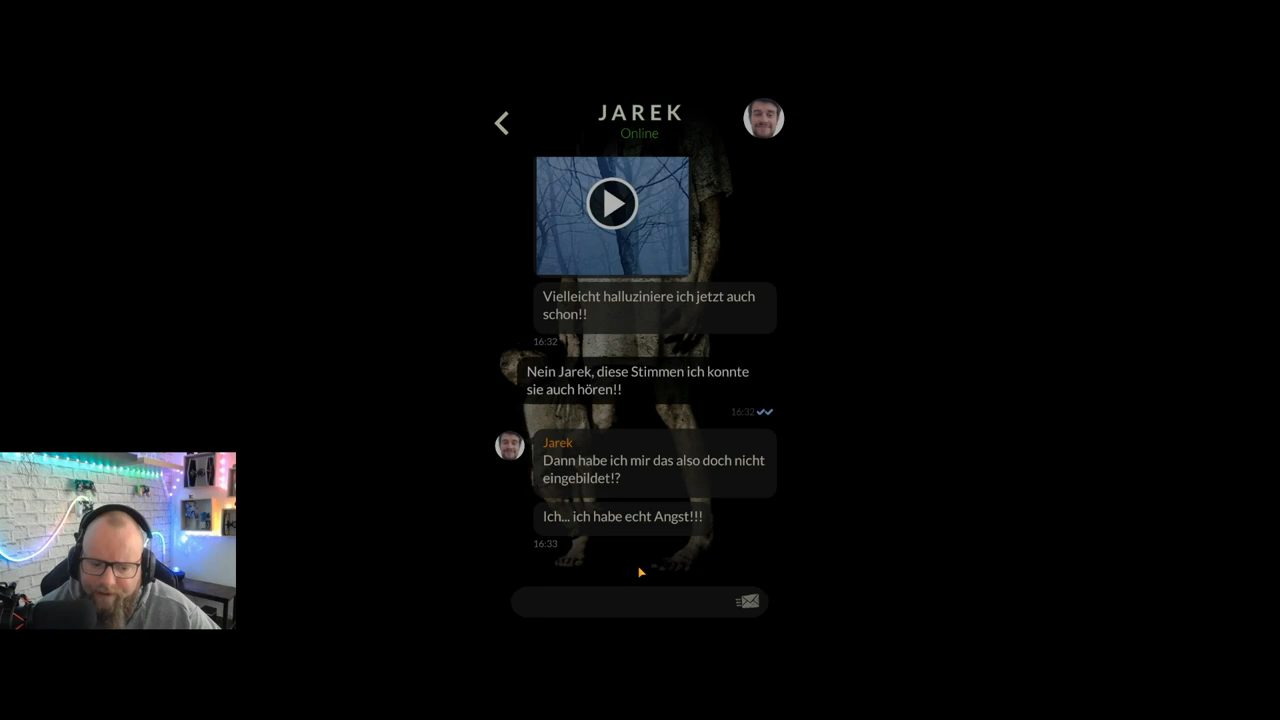 JAREK
Online
Vielleicht halluziniere ich jetzt auch
schon!!
16:32
Nein Jarek, diese Stimmen ich konnte
sie auch hören!!
16:32
Jarek
Dann habe ich mir das also doch nicht
eingebildet!?
Ich... ich habe echt Angst!!!
16:33